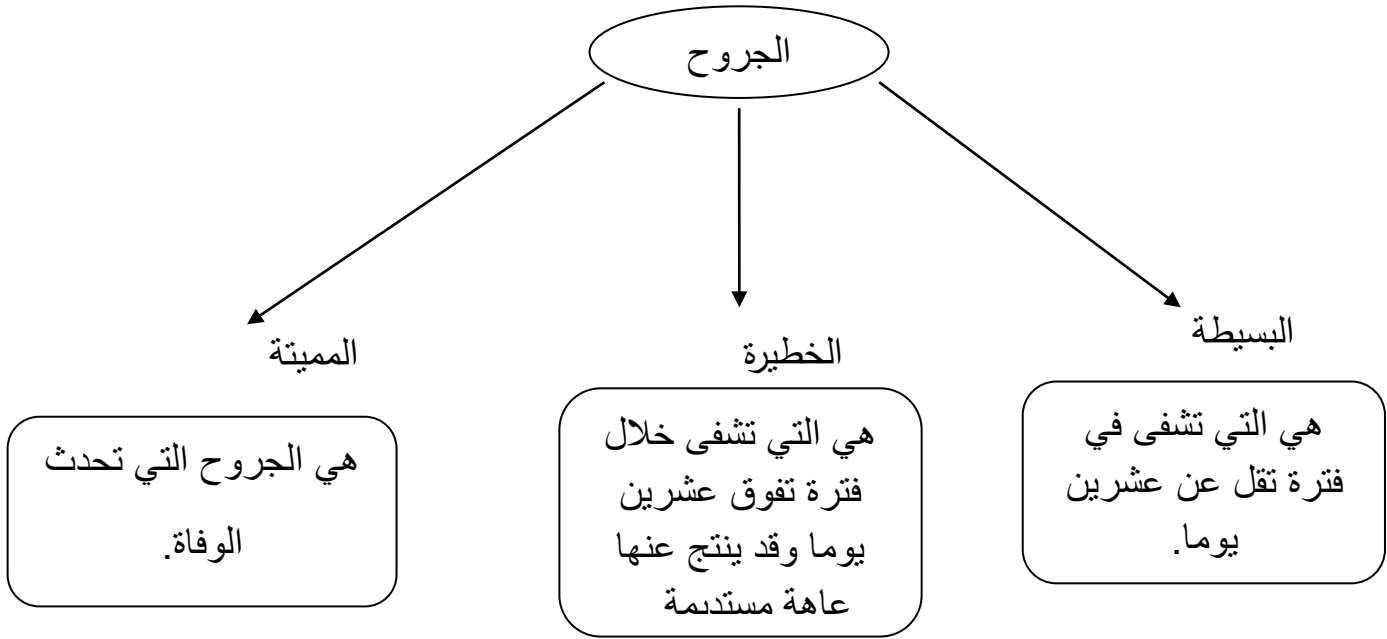 الجروح
البسيطة
هي التي تشفى في
فترة تقل عن عشرين
يوما.
الخطيرة
هي التي تشفى خلال
فترة تفوق عشرين
يوما وقد ينتج عنها
عاهة مستديمة
المميتة
هي الجروح التي تحدث
الوفاة.